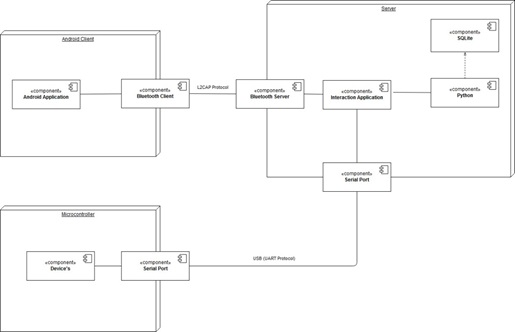 Server
Android Client
«component»
SQLite
«component»
Android Application
«component»
Bluetooth Client
L2CAP Protocol
«component»
Bluetooth Server
«component»
Interaction Application
«component»
Python
«component»
Serial Port
Microcontroller
«component»
Device's
«component»
Serial Port
USB (UART Protocol)